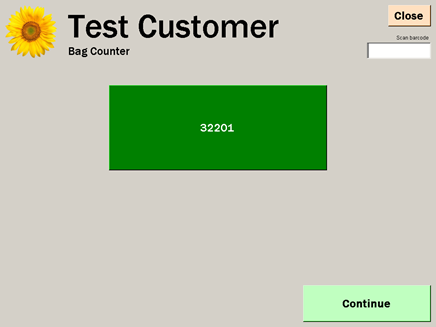 Test Customer
Close
Bag Counter
Scan barcode
32201
Continue